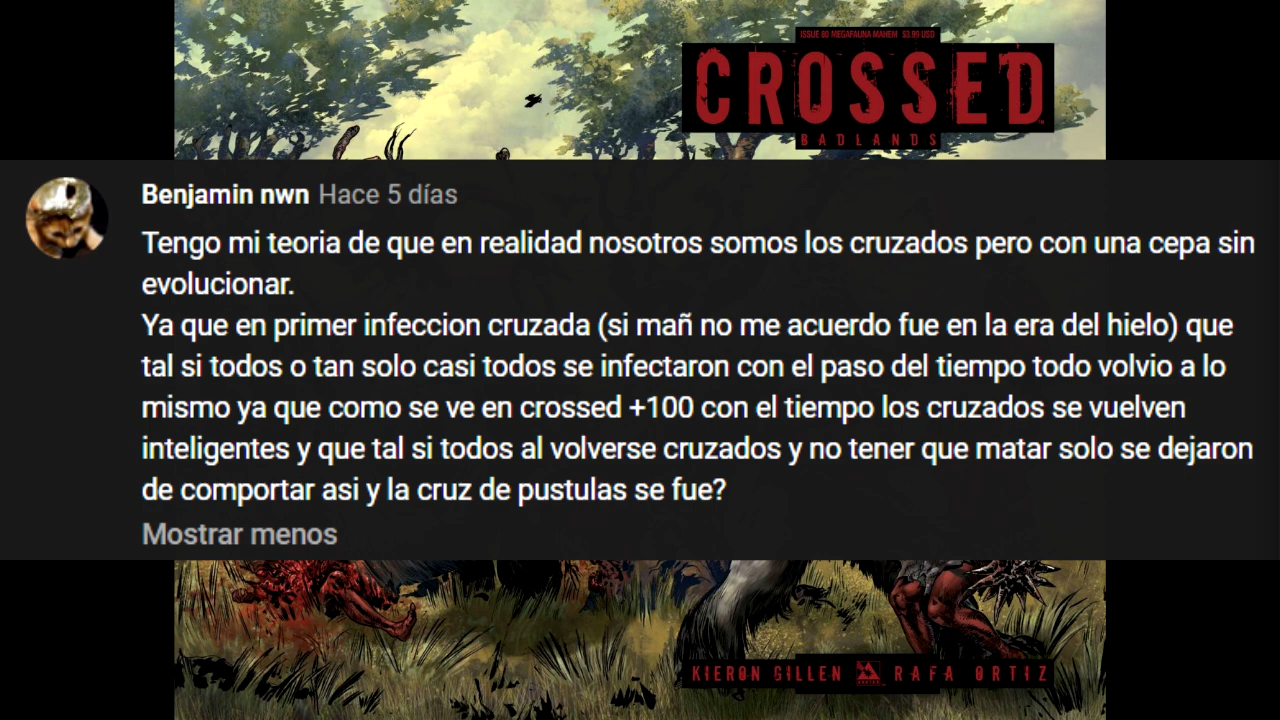 ISSUE 80 MEGAFAUNA MAHEM $3.99 USD
CROSSED
BADLANDS
Benjamin nwn Hace 5 días
Tengo mi teoria de que en realidad nosotros somos los cruzados pero con una cepa sin
evolucionar.
Ya que en primer infeccion cruzada (si mañ no me acuerdo fue en la era del hielo) que
tal si todos o tan solo casi todos se infectaron con el paso del tiempo todo volvio a lo
mismo ya que como se ve en crossed +100 con el tiempo los cruzados se vuelven
inteligentes y que tal si todos al volverse cruzados y no tener que matar solo se dejaron
de comportar asi y la cruz de pustulas se fue?
Mostrar menos
KIERON GILLEN RAFA ORTIZ